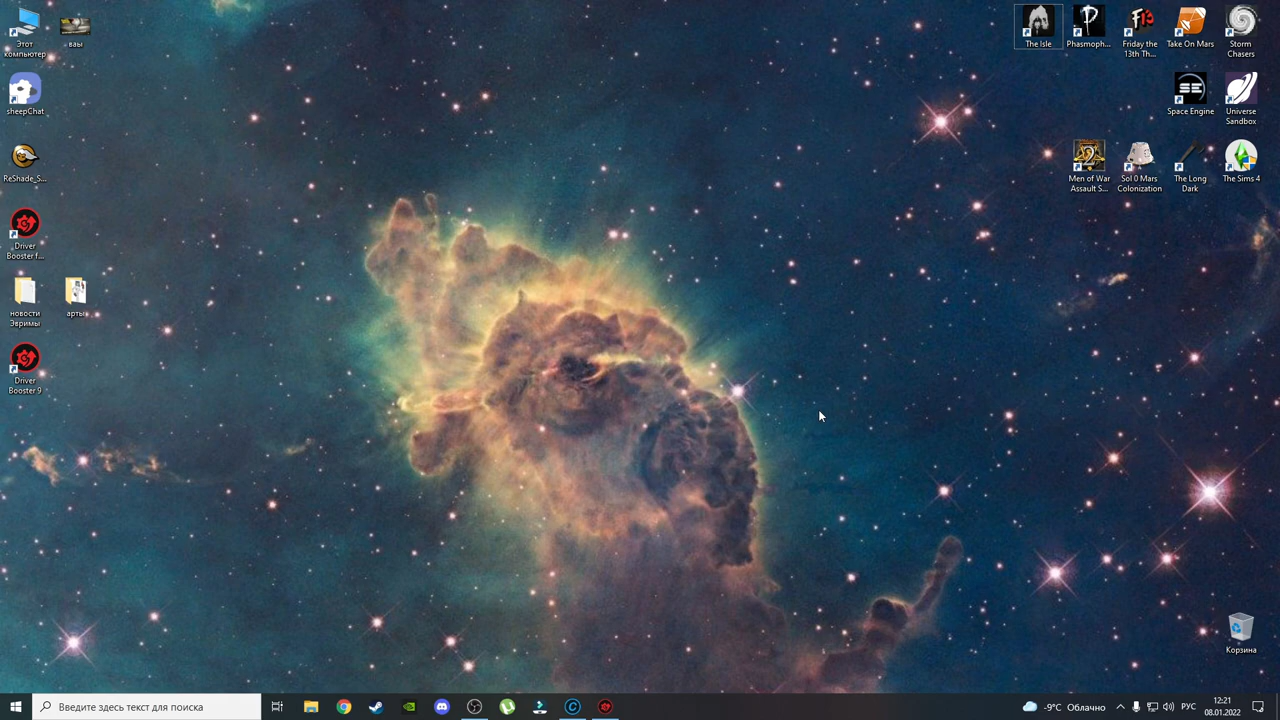 Этот
компьютер
ваы
sheepChat
ReShade_S...
Driver
Booster f...
новости
Эвримы
арты
Driver
Booster 9
The Isle
Phasmoph...
Friday the
13th Th...
Take On Mars
Storm
Chasers
SE
Space Engine
Universe
Sandbox
Men of War
Assault S...
Sol 0 Mars
Colonization
The Long
Dark
The Sims 4
Корзина
Введите здесь текст для поиска
-9°C Облачно
РУС
12:21
08.01.2022